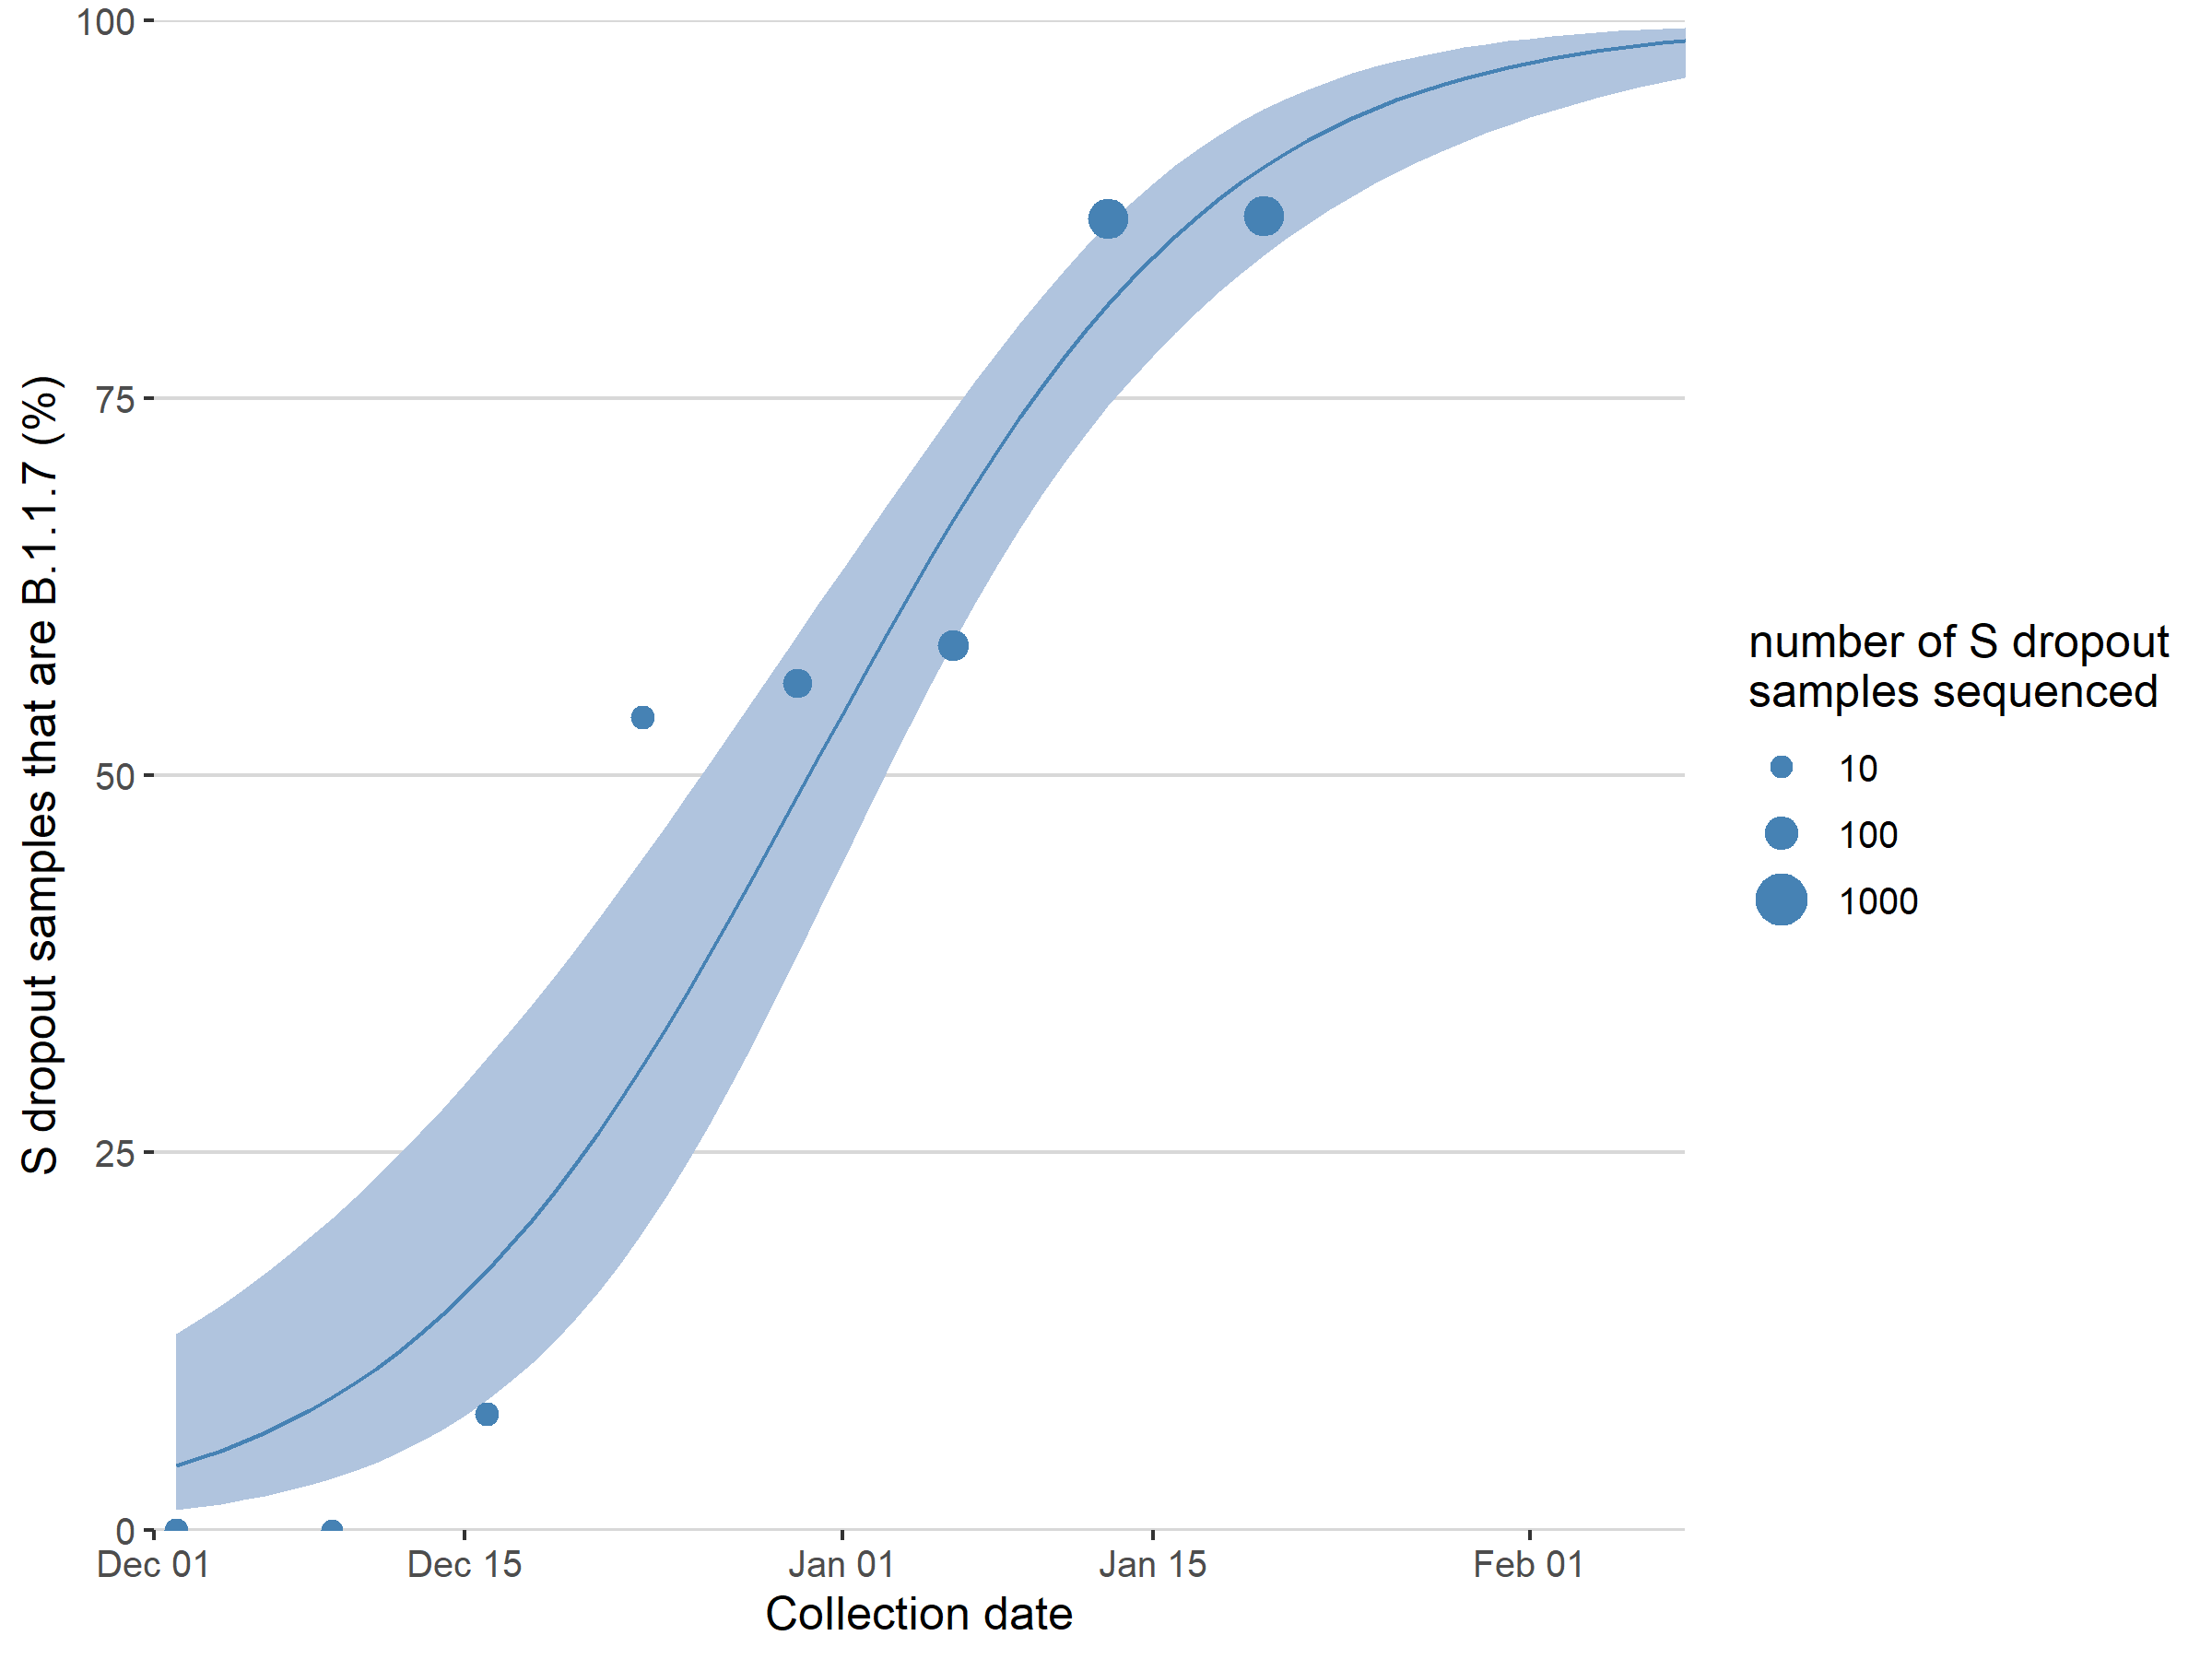 100
75
50
25
0
S dropout samples that are B.1.1.7 (%)
Dec 01
Dec 15
Jan 01
Jan 15
Feb 01
Collection date
number of S dropout
samples sequenced
10
100
1000